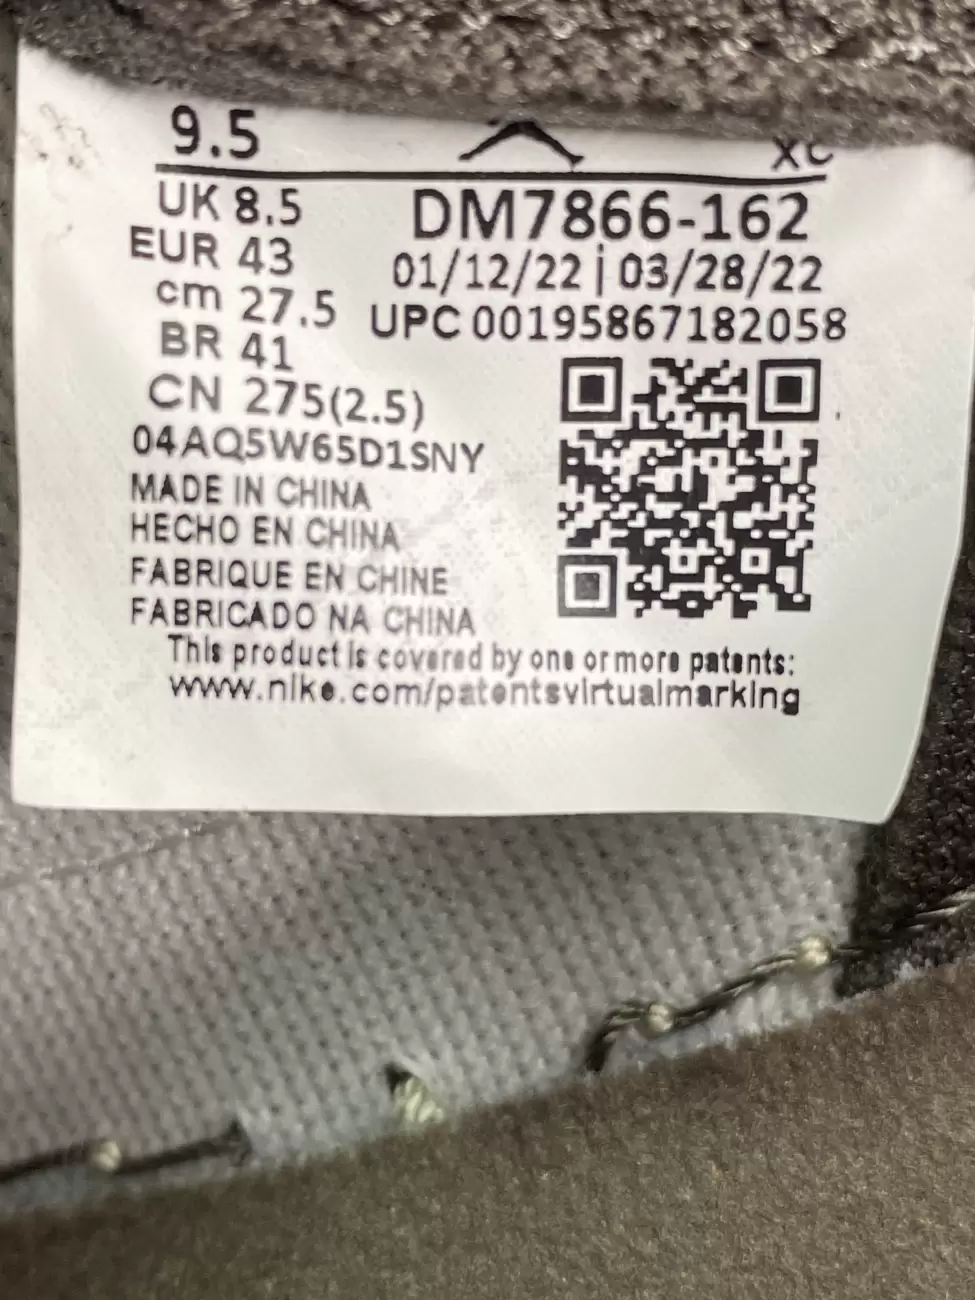 9.5 XC
UK 8.5
DM7866-162
EUR 43
01/12/22 | 03/28/22
cm 27.5
UPC 00195867182058
BR 41
CN 275(2.5)
04AQ5W65D1SNY
MADE IN CHINA
HECHO EN CHINA
FABRIQUE EN CHINE
FABRICADO NA CHINA
This product is covered by one or more patents:
www.nike.com/patentsvirtualmarking